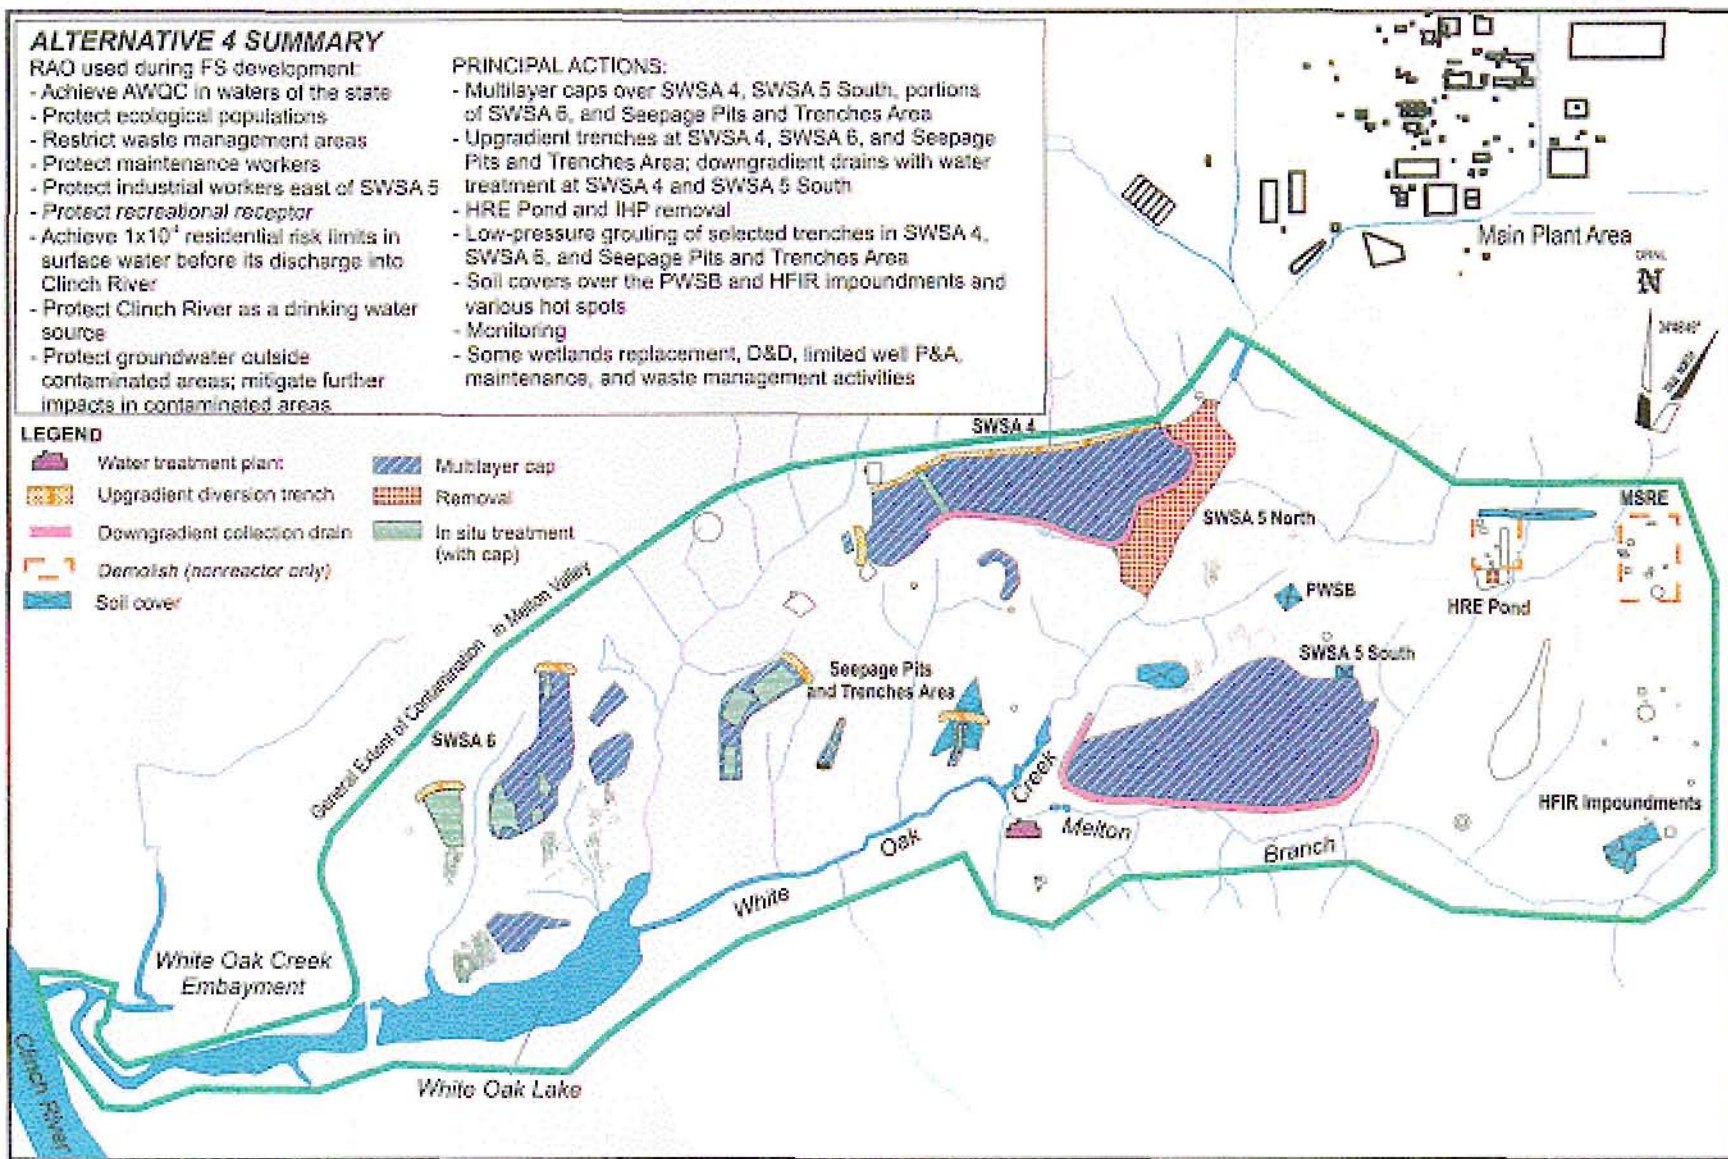 ALTERNATIVE 4 SUMMARY
RAO used during FS development:
- Achieve AWQC in waters of the state
- Protect ecological populations
- Restrict waste management areas
- Protect maintenance workers
- Protect industrial workers east of SWSA 5
- Protect recreational receptor
- Achieve 1x10⁻⁴ residential risk limits in
surface water before its discharge into
Clinch River
- Protect Clinch River as a drinking water
source
- Protect groundwater outside
contaminated areas; mitigate further
impacts in contaminated areas
PRINCIPAL ACTIONS:
- Multilayer caps over SWSA 4, SWSA 5 South, portions
of SWSA 6, and Seepage Pits and Trenches Area
- Upgradient trenches at SWSA 4, SWSA 6, and Seepage
Pits and Trenches Area; downgradient drains with water
treatment at SWSA 4 and SWSA 5 South
- HRE Pond and IHP removal
- Low-pressure grouting of selected trenches in SWSA 4,
SWSA 6, and Seepage Pits and Trenches Area
- Soil covers over the PWSB and HFIR impoundments and
various hot spots
- Monitoring
- Some wetlands replacement, D&D, limited well P&A,
maintenance, and waste management activities
LEGEND
Water treatment plant
Upgradient diversion trench
Downgradient collection drain
Demolish (nonreactor only)
Soil cover
Multilayer cap
Removal
In situ treatment
(with cap)
Main Plant Area
ORNL
N
TRUE NORTH
SWSA 4
SWSA 5 North
MSRE
HRE Pond
PWSB
SWSA 5 South
General Extent of Contamination in Melton Valley
Seepage Pits
and Trenches Area
SWSA 6
HFIR Impoundments
White Oak Creek
Melton Branch
White Oak Creek
Embayment
White Oak Lake
Clinch River